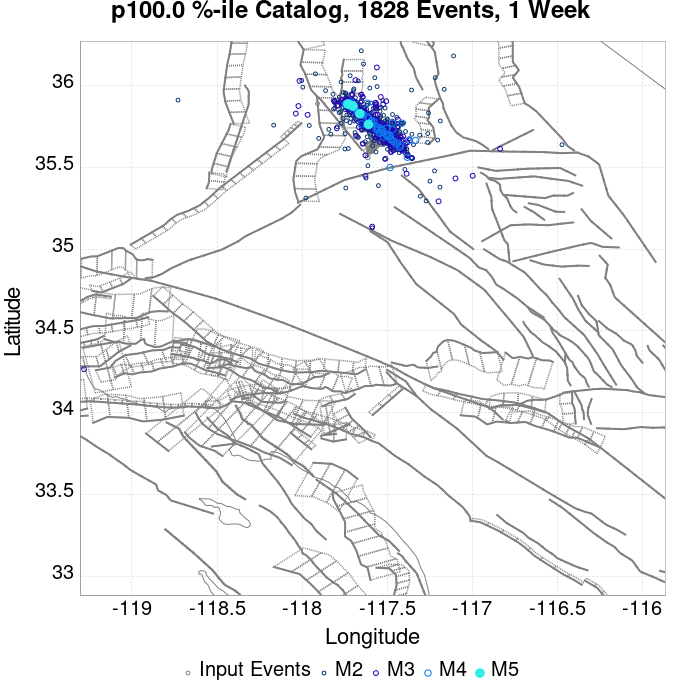 p100.0 %-ile Catalog, 1828 Events, 1 Week
36
35.5
35
34.5
34
33.5
33
Latitude
-119 -118.5 -118 -117.5 -117 -116.5 -116
Longitude
Input Events M2 M3 M4 M5